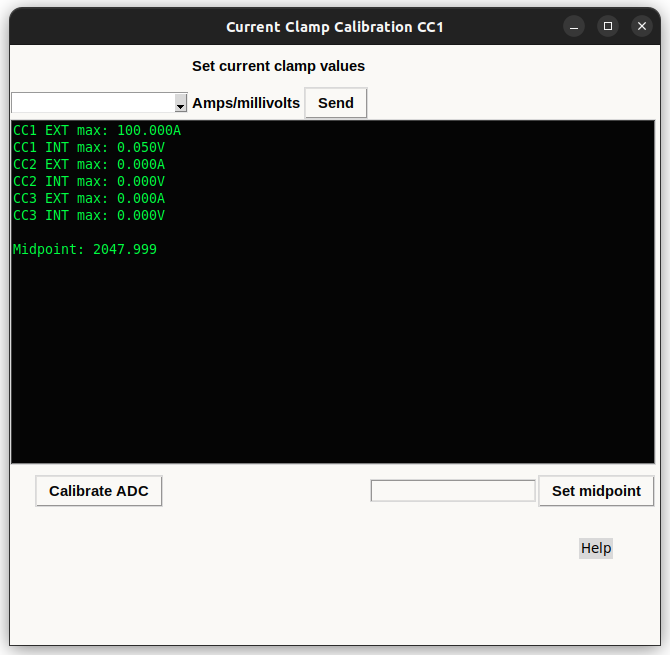 Current Clamp Calibration CC1
Set current clamp values
Amps/millivolts Send
CC1 EXT max: 100.000A
CC1 INT max: 0.050V
CC2 EXT max: 0.000A
CC2 INT max: 0.000V
CC3 EXT max: 0.000A
CC3 INT max: 0.000V
Midpoint: 2047.999
Calibrate ADC Set midpoint
Help